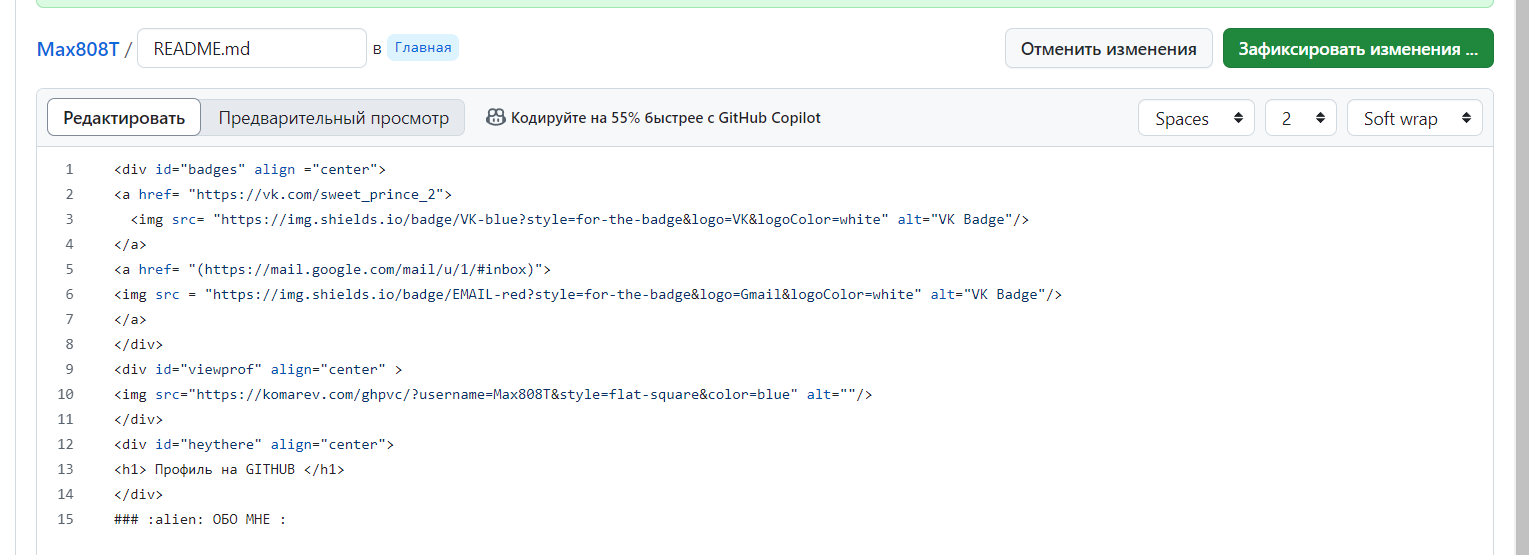 Max808T / README.md в Главная Отменить изменения Зафиксировать изменения ...
Редактировать Предварительный просмотр Кодируйте на 55% быстрее с GitHub Copilot Spaces 2 Soft wrap
1 <div id="badges" align ="center">
2 <a href= "https://vk.com/sweet_prince_2">
3 <img src= "https://img.shields.io/badge/VK-blue?style=for-the-badge&logo=VK&logoColor=white" alt="VK Badge"/>
4 </a>
5 <a href= "(https://mail.google.com/mail/u/1/#inbox)">
6 <img src = "https://img.shields.io/badge/EMAIL-red?style=for-the-badge&logo=Gmail&logoColor=white" alt="VK Badge"/>
7 </a>
8 </div>
9 <div id="viewprof" align="center" >
10 <img src="https://komarev.com/ghpvc/?username=Max808T&style=flat-square&color=blue" alt=""/>
11 </div>
12 <div id="heythere" align="center">
13 <h1> Профиль на GITHUB </h1>
14 </div>
15 ### :alien: ОБО МНЕ :